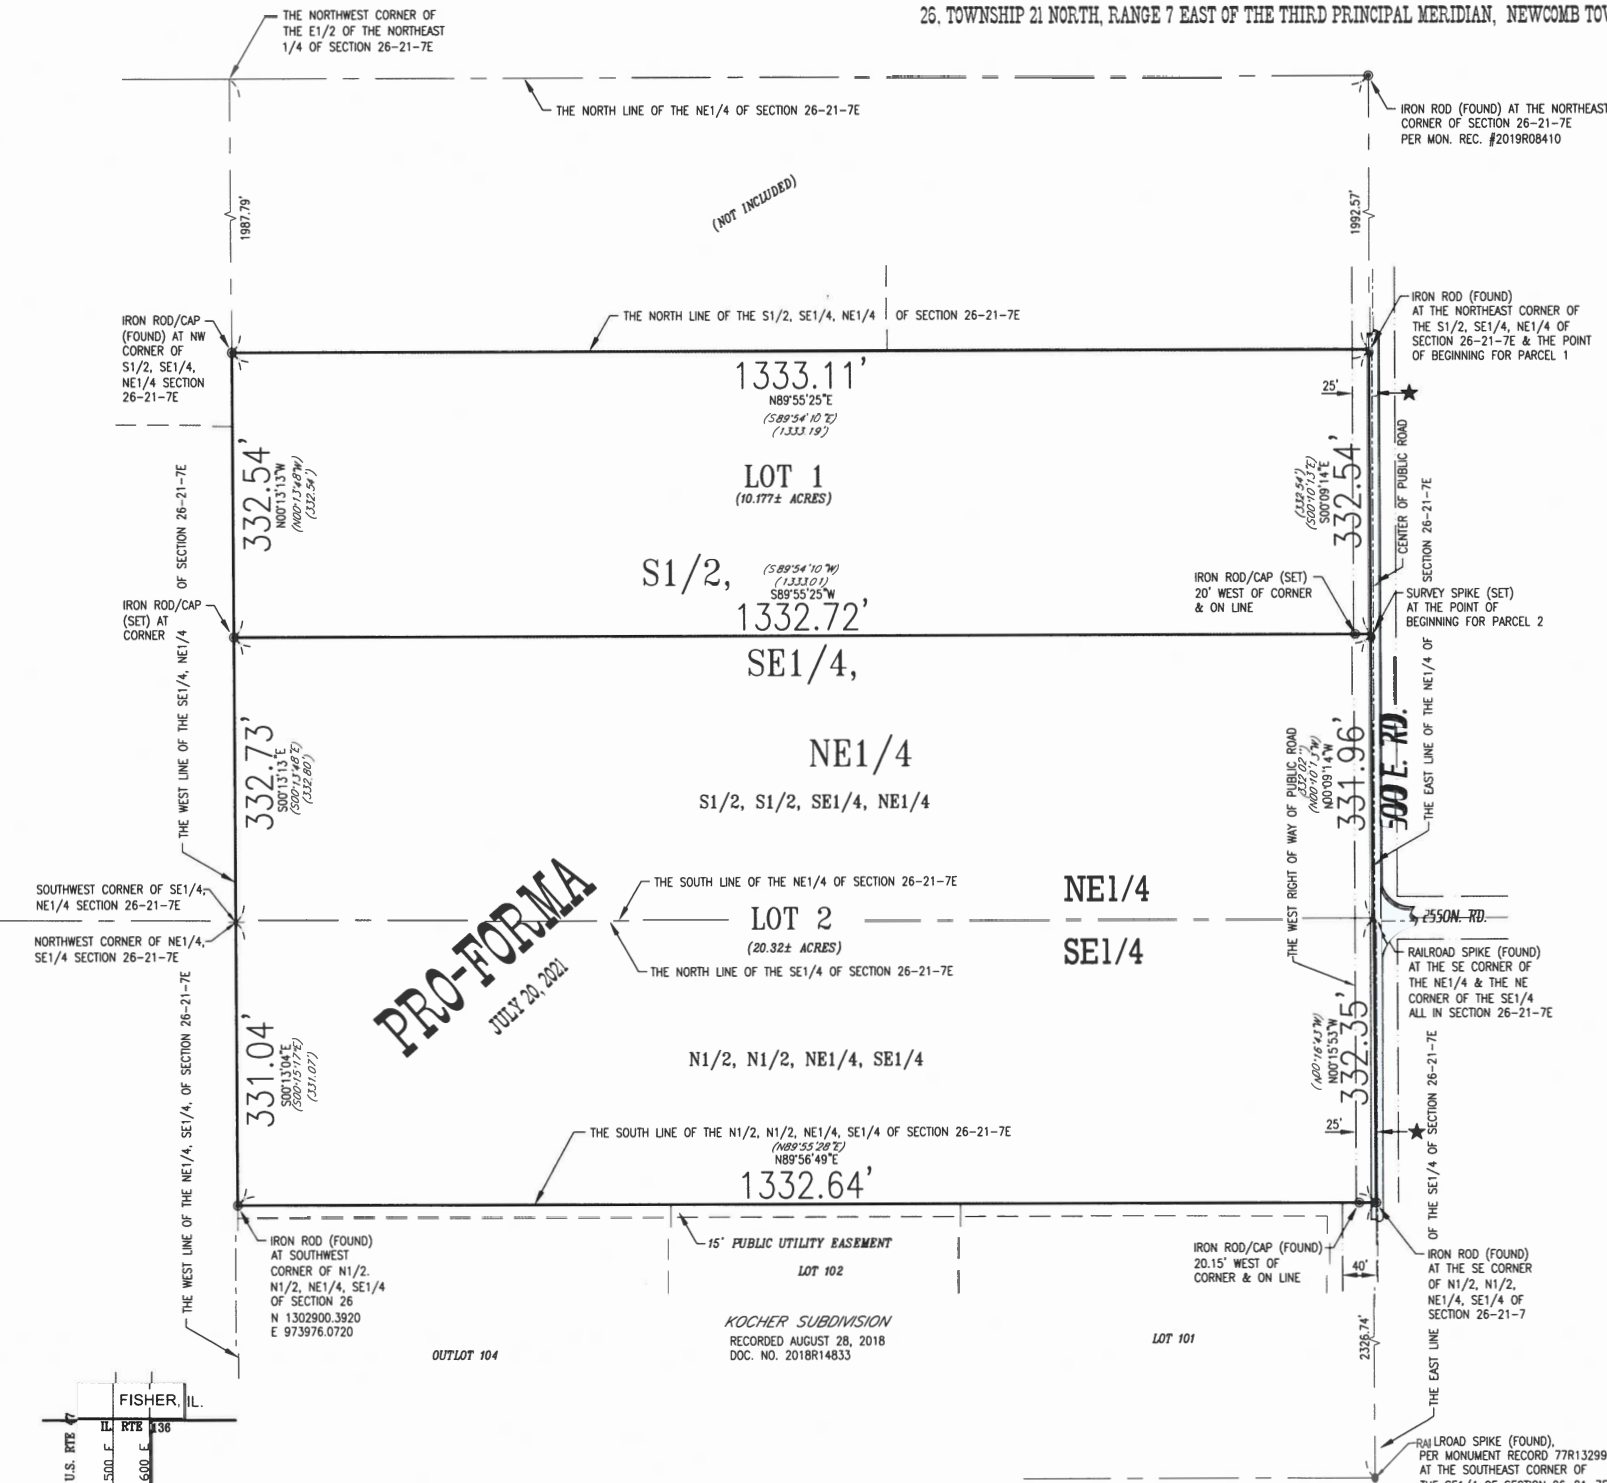 26, TOWNSHIP 21 NORTH, RANGE 7 EAST OF THE THIRD PRINCIPAL MERIDIAN, NEWCOMB
THE NORTHWEST CORNER OF
THE E1/2 OF THE NORTHEAST
1/4 OF SECTION 26-21-7E
THE NORTH LINE OF THE NE1/4 OF SECTION 26-21-7E
IRON ROD (FOUND) AT THE NORTHEAST
CORNER OF SECTION 26-21-7E
PER MON. REC. #2019R08410
1987.79'
(NOT INCLUDED)
1992.57'
IRON ROD/CAP
(FOUND) AT NW
CORNER OF
S1/2, SE1/4,
NE1/4 SECTION
26-21-7E
THE NORTH LINE OF THE S1/2, SE1/4, NE1/4 OF SECTION 26-21-7E
IRON ROD (FOUND)
AT THE NORTHEAST CORNER OF
THE S1/2, SE1/4, NE1/4 OF
SECTION 26-21-7E & THE POINT
OF BEGINNING FOR PARCEL 1
1333.11'
N89°55'25"E
(S89°54'10"E)
(1333.19')
25'
LOT 1
(10.177± ACRES)
332.54'
N00°13'13"W
(N00°13'48"W)
(332.54')
(332.54')
(S00°10'13"E)
S00°09'14"E
332.54'
CENTER OF PUBLIC ROAD
THE WEST LINE OF THE SE1/4, NE1/4 OF SECTION 26-21-7E
THE EAST LINE OF THE NE1/4 OF SECTION 26-21-7E
S1/2,
(S89°54'10"W)
(1333.01)
S89°55'25"W
1332.72'
IRON ROD/CAP (SET)
20' WEST OF CORNER
& ON LINE
IRON ROD/CAP
(SET) AT
CORNER
SURVEY SPIKE (SET)
AT THE POINT OF
BEGINNING FOR PARCEL 2
SE1/4,
NE1/4
S1/2, S1/2, SE1/4, NE1/4
332.73'
S00°13'13"E
(S00°13'48"E)
(332.80')
THE WEST RIGHT OF WAY OF PUBLIC ROAD
(332.02')
(N00°10'13"W)
N00°09'14"W
331.96'
500 E. RD.
SOUTHWEST CORNER OF SE1/4,
NE1/4 SECTION 26-21-7E
THE SOUTH LINE OF THE NE1/4 OF SECTION 26-21-7E
NE1/4
LOT 2
(20.32± ACRES)
2550N. RD.
NORTHWEST CORNER OF NE1/4,
SE1/4 SECTION 26-21-7E
THE NORTH LINE OF THE SE1/4 OF SECTION 26-21-7E
SE1/4
RAILROAD SPIKE (FOUND)
AT THE SE CORNER OF
THE NE1/4 & THE NE
CORNER OF THE SE1/4
ALL IN SECTION 26-21-7E
PRO-FORMA
JULY 20, 2021
331.04'
S00°13'04"E
(S00°15'17"E)
(331.07')
N1/2, N1/2, NE1/4, SE1/4
(N00°16'43"W)
N00°15'53"W
332.35'
THE WEST LINE OF THE NE1/4, SE1/4, OF SECTION 26-21-7E
THE EAST LINE OF THE SE1/4 OF SECTION 26-21-7E
25'
THE SOUTH LINE OF THE N1/2, N1/2, NE1/4, SE1/4 OF SECTION 26-21-7E
(N89°55'28"E)
N89°56'49"E
1332.64'
IRON ROD (FOUND)
AT SOUTHWEST
CORNER OF N1/2.
N1/2, NE1/4, SE1/4
OF SECTION 26
N 1302900.3920
E 973976.0720
15' PUBLIC UTILITY EASEMENT
LOT 102
IRON ROD/CAP (FOUND)
20.15' WEST OF
CORNER & ON LINE
40'
IRON ROD (FOUND)
AT THE SE CORNER
OF N1/2, N1/2,
NE1/4, SE1/4 OF
SECTION 26-21-7
KOCHER SUBDIVISION
RECORDED AUGUST 28, 2018
DOC. NO. 2018R14833
OUTLOT 104
LOT 101
2326.74'
FISHER, IL.
IL RTE 136
U.S. RTE 47
500 E
600 E
RAILROAD SPIKE (FOUND),
PER MONUMENT RECORD 77R13299
AT THE SOUTHEAST CORNER OF